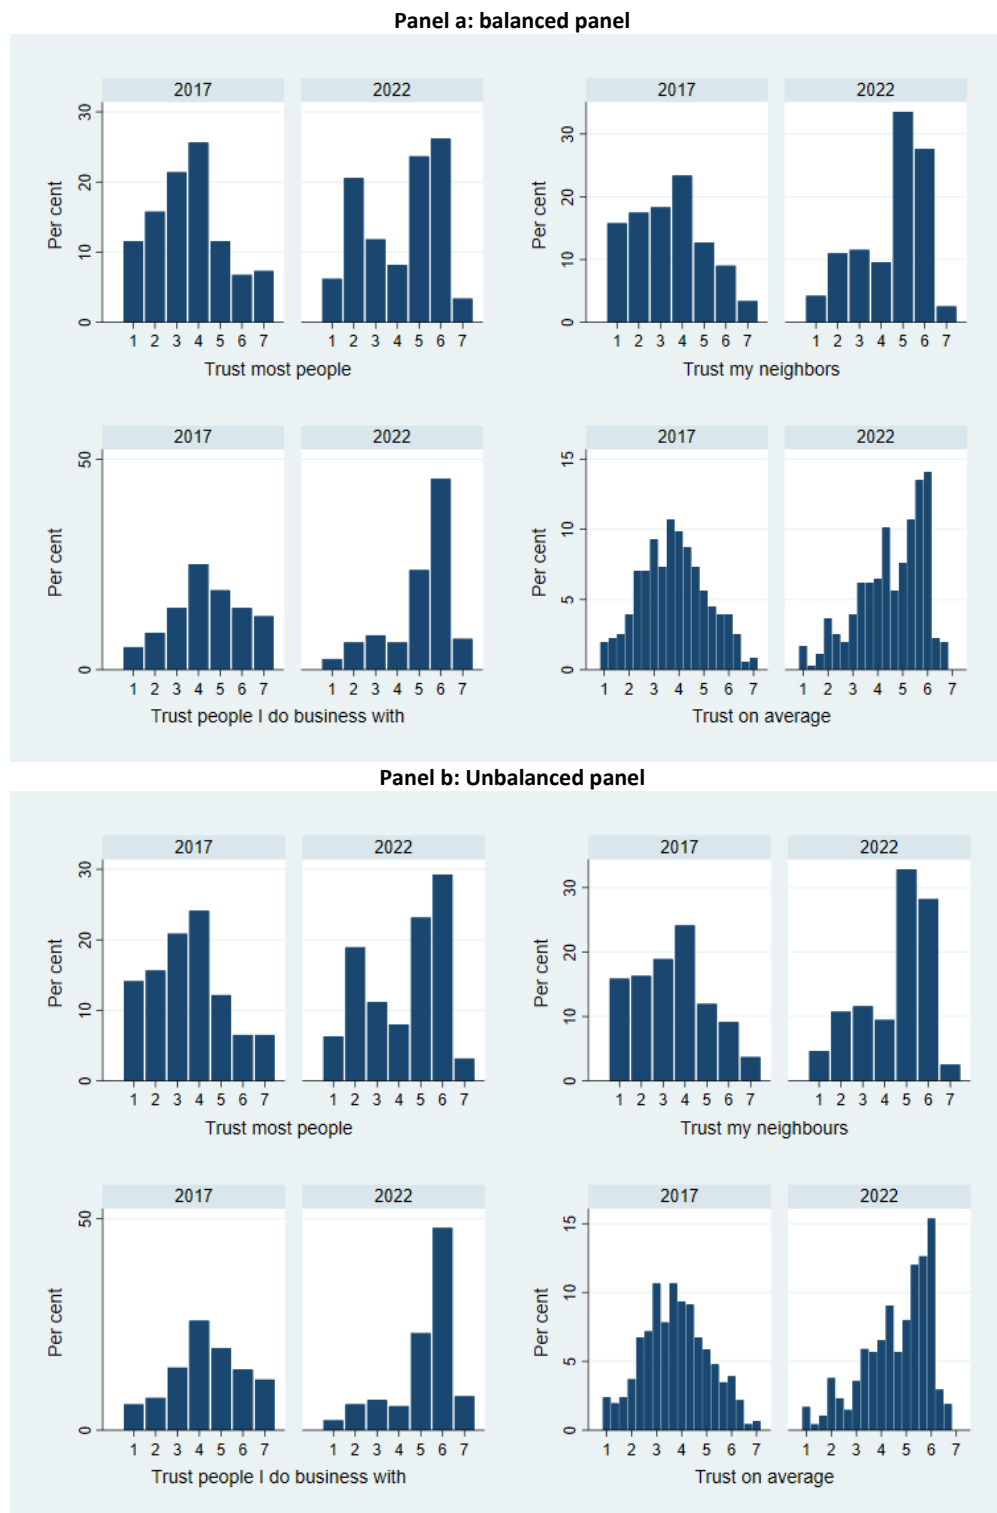 Panel a: balanced panel
2017 2022
30
20
10
0
Per cent
1 2 3 4 5 6 7 1 2 3 4 5 6 7
Trust most people
2017 2022
30
20
10
0
Per cent
1 2 3 4 5 6 7 1 2 3 4 5 6 7
Trust my neighbors
2017 2022
50
0
Per cent
1 2 3 4 5 6 7 1 2 3 4 5 6 7
Trust people I do business with
2017 2022
15
10
5
0
Per cent
1 2 3 4 5 6 7 1 2 3 4 5 6 7
Trust on average
Panel b: Unbalanced panel
2017 2022
30
20
10
0
Per cent
1 2 3 4 5 6 7 1 2 3 4 5 6 7
Trust most people
2017 2022
30
20
10
0
Per cent
1 2 3 4 5 6 7 1 2 3 4 5 6 7
Trust my neighbours
2017 2022
50
0
Per cent
1 2 3 4 5 6 7 1 2 3 4 5 6 7
Trust people I do business with
2017 2022
15
10
5
0
Per cent
1 2 3 4 5 6 7 1 2 3 4 5 6 7
Trust on average